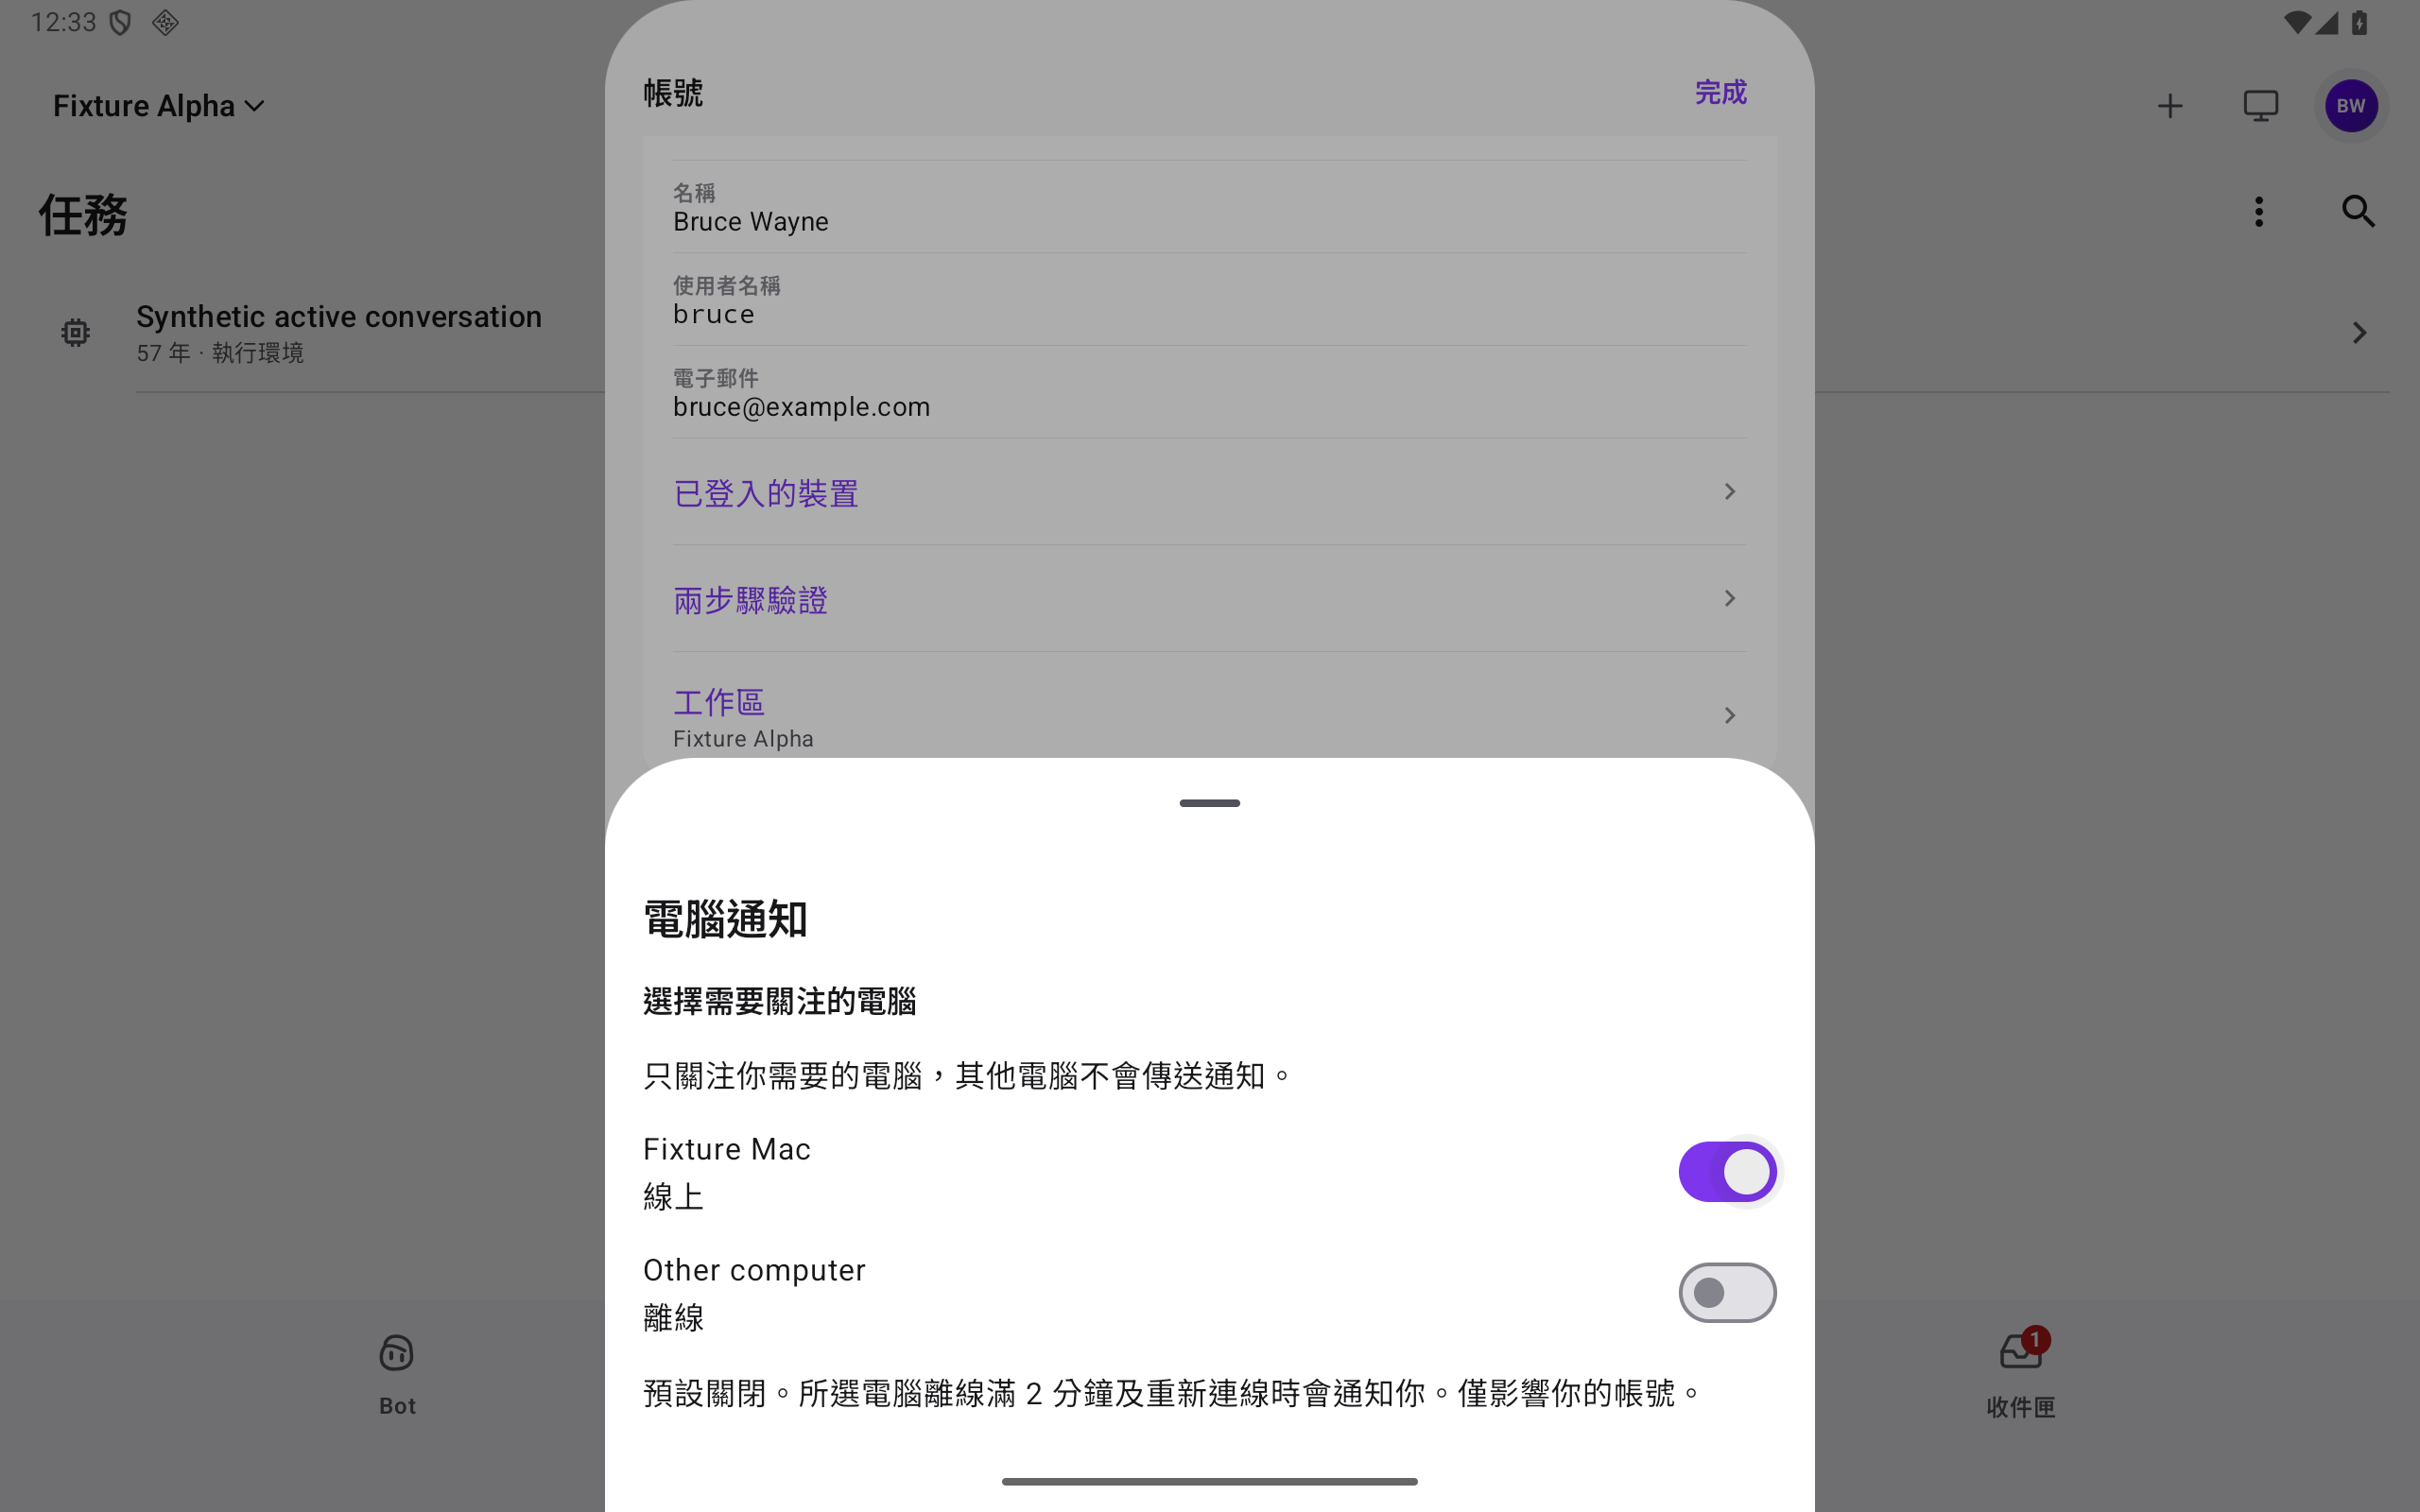 12:33
Fixture Alpha
BW
任務
Synthetic active conversation
57 年 · 執行環境
帳號
完成
名稱
Bruce Wayne
使用者名稱
bruce
電子郵件
bruce@example.com
已登入的裝置
兩步驟驗證
工作區
Fixture Alpha
電腦通知
選擇需要關注的電腦
只關注你需要的電腦，其他電腦不會傳送通知。
Fixture Mac
線上
Other computer
離線
預設關閉。所選電腦離線滿 2 分鐘及重新連線時會通知你。僅影響你的帳號。
Bot
1
收件匣